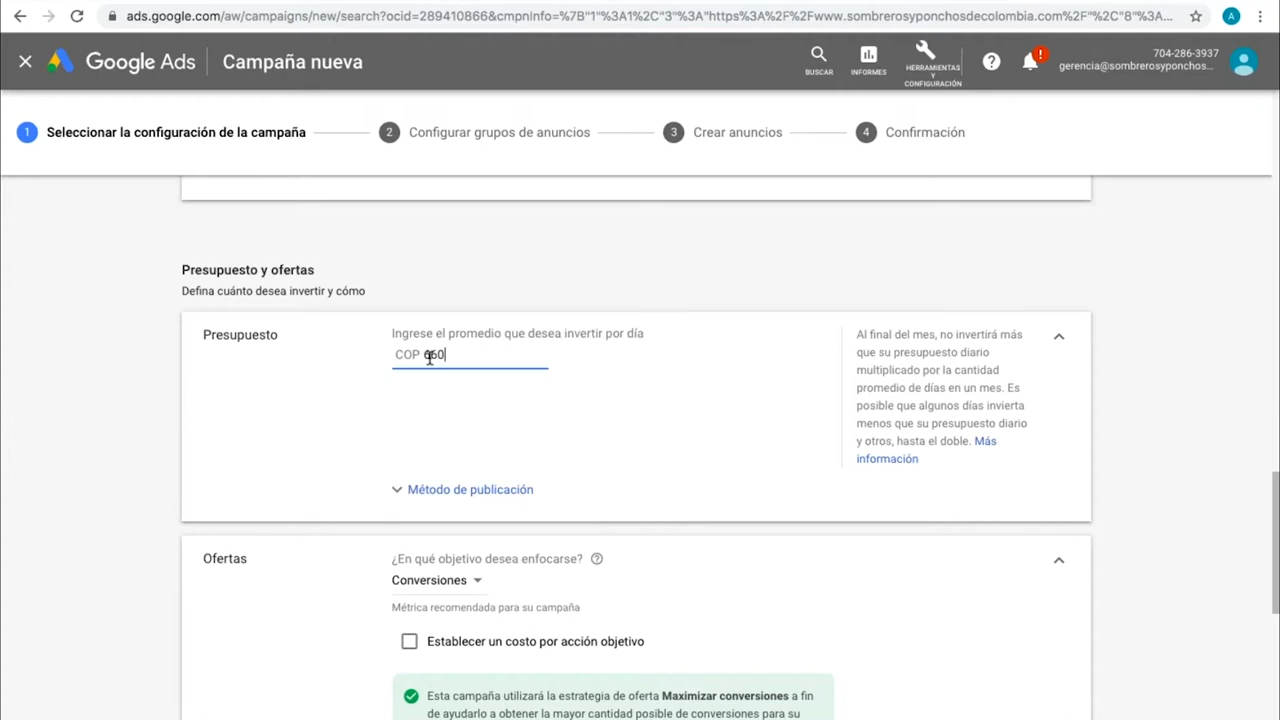 ads.google.com/aw/campaigns/new/search?ocid=289410866&cmpnInfo=%7B"1"%3A1%2C"3"%3A"https%3A%2F%2Fwww.sombrerosyponchosdecolombia.com%2F"%2C"8"%3A...
A
Google Ads
Campaña nueva
BUSCAR
INFORMES
HERRAMIENTAS
Y
CONFIGURACIÓN
704-286-3937
gerencia@sombrerosyponchos...
1 Seleccionar la configuración de la campaña
2 Configurar grupos de anuncios
3 Crear anuncios
4 Confirmación
Presupuesto y ofertas
Defina cuánto desea invertir y cómo
Presupuesto
Ingrese el promedio que desea invertir por día
COP
Al final del mes, no invertirá más
que su presupuesto diario
multiplicado por la cantidad
promedio de días en un mes. Es
posible que algunos días invierta
menos que su presupuesto diario
y otros, hasta el doble. Más
información
Método de publicación
Ofertas
¿En qué objetivo desea enfocarse?
Conversiones
Métrica recomendada para su campaña
Establecer un costo por acción objetivo
Esta campaña utilizará la estrategia de oferta Maximizar conversiones a fin
de ayudarlo a obtener la mayor cantidad posible de conversiones para su